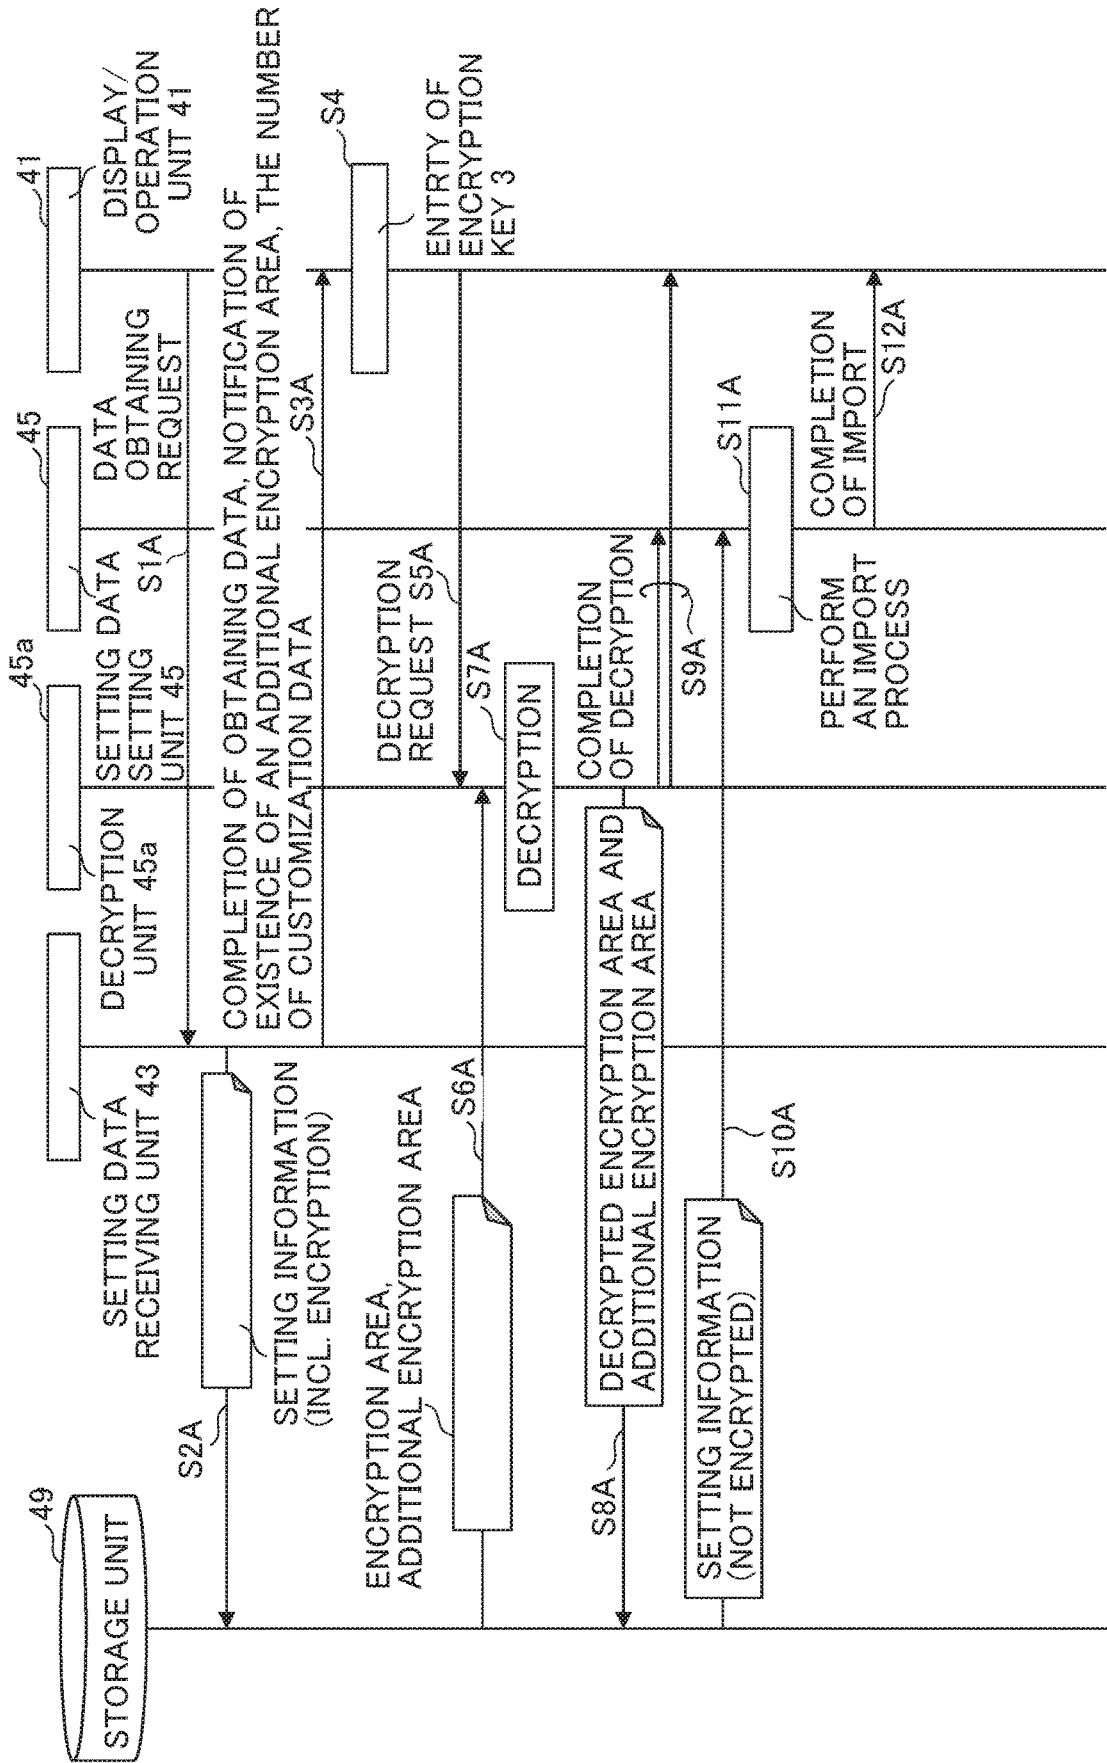 49
STORAGE UNIT
SETTING DATA
RECEIVING UNIT 43
DECRYPTION
UNIT 45a
45a
SETTING DATA
SETTING
UNIT 45
45
DATA
OBTAINING
REQUEST
S1A
41
DISPLAY/
OPERATION
UNIT 41
S2A
SETTING INFORMATION
(INCL. ENCRYPTION)
COMPLETION OF OBTAINING DATA, NOTIFICATION OF
EXISTENCE OF AN ADDITIONAL ENCRYPTION AREA, THE NUMBER
OF CUSTOMIZATION DATA
S3A
S4
ENTRY OF
ENCRYPTION
KEY 3
DECRYPTION
REQUEST S5A
ENCRYPTION AREA,
ADDITIONAL ENCRYPTION AREA
S6A
S7A
DECRYPTION
S8A
DECRYPTED ENCRYPTION AREA AND
ADDITIONAL ENCRYPTION AREA
COMPLETION
OF DECRYPTION
S9A
SETTING INFORMATION
(NOT ENCRYPTED)
S10A
S11A
PERFORM
AN IMPORT
PROCESS
COMPLETION
OF IMPORT
S12A